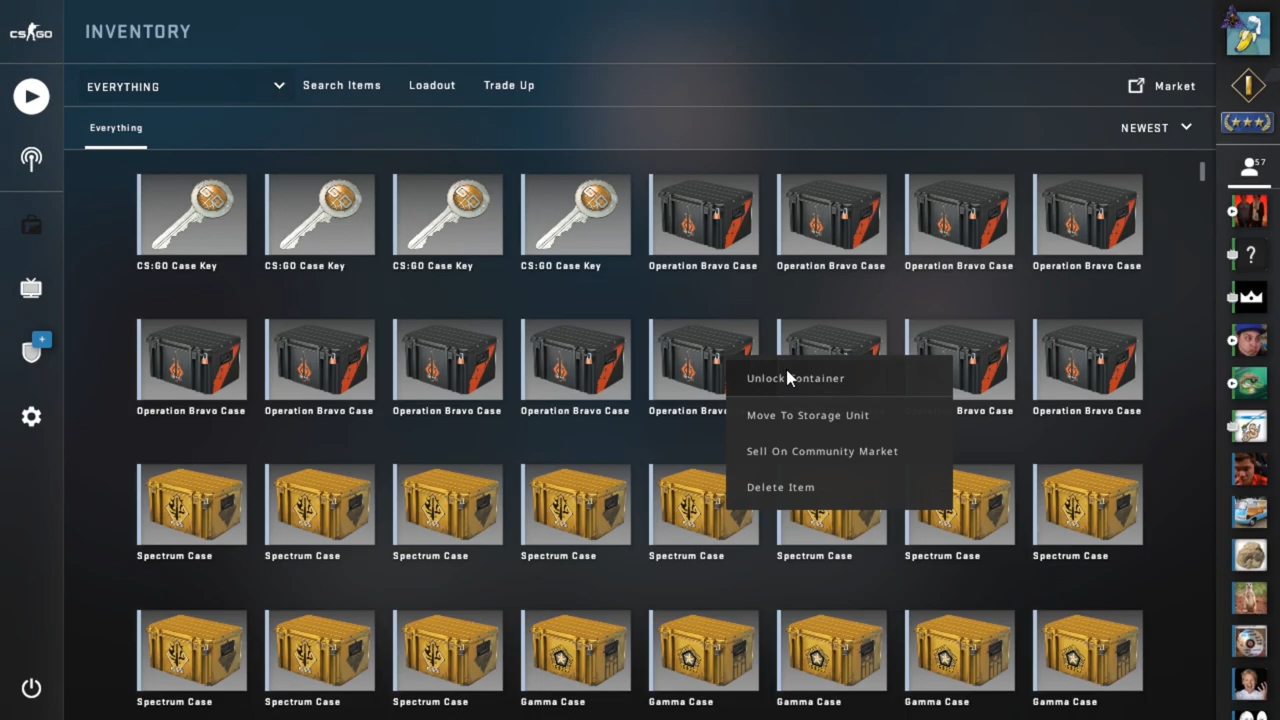 CS GO
INVENTORY
EVERYTHING
Search Items
Loadout
Trade Up
Market
Everything
NEWEST
57
CS:GO Case Key
CS:GO Case Key
CS:GO Case Key
CS:GO Case Key
Operation Bravo Case
Operation Bravo Case
Operation Bravo Case
Operation Bravo Case
Operation Bravo Case
Operation Bravo Case
Operation Bravo Case
Operation Bravo Case
Operation Bravo
Bravo Case
Operation Bravo Case
Unlock Container
Move To Storage Unit
Sell On Community Market
Delete Item
Spectrum Case
Spectrum Case
Spectrum Case
Spectrum Case
Spectrum Case
Spectrum Case
Spectrum Case
Spectrum Case
Spectrum Case
Spectrum Case
Spectrum Case
Gamma Case
Gamma Case
Gamma Case
Gamma Case
Gamma Case